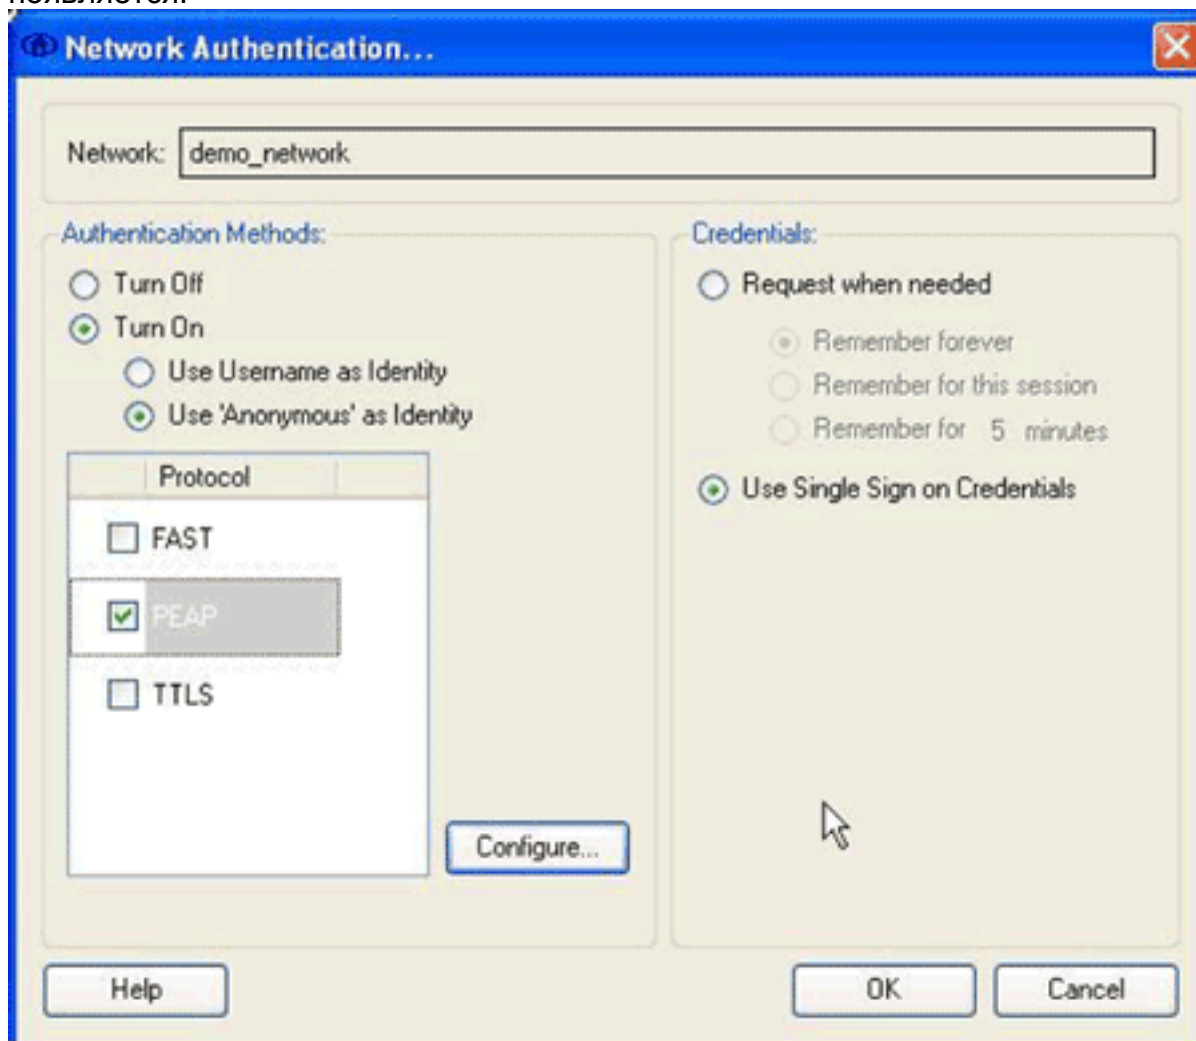 появляется.
Network Authentication...
Network: demo_network
Authentication Methods:
Turn Off
Turn On
Use Username as Identity
Use 'Anonymous' as Identity
Protocol
FAST
PEAP
TTLS
Configure...
Credentials:
Request when needed
Remember forever
Remember for this session
Remember for 5 minutes
Use Single Sign on Credentials
Help
OK
Cancel